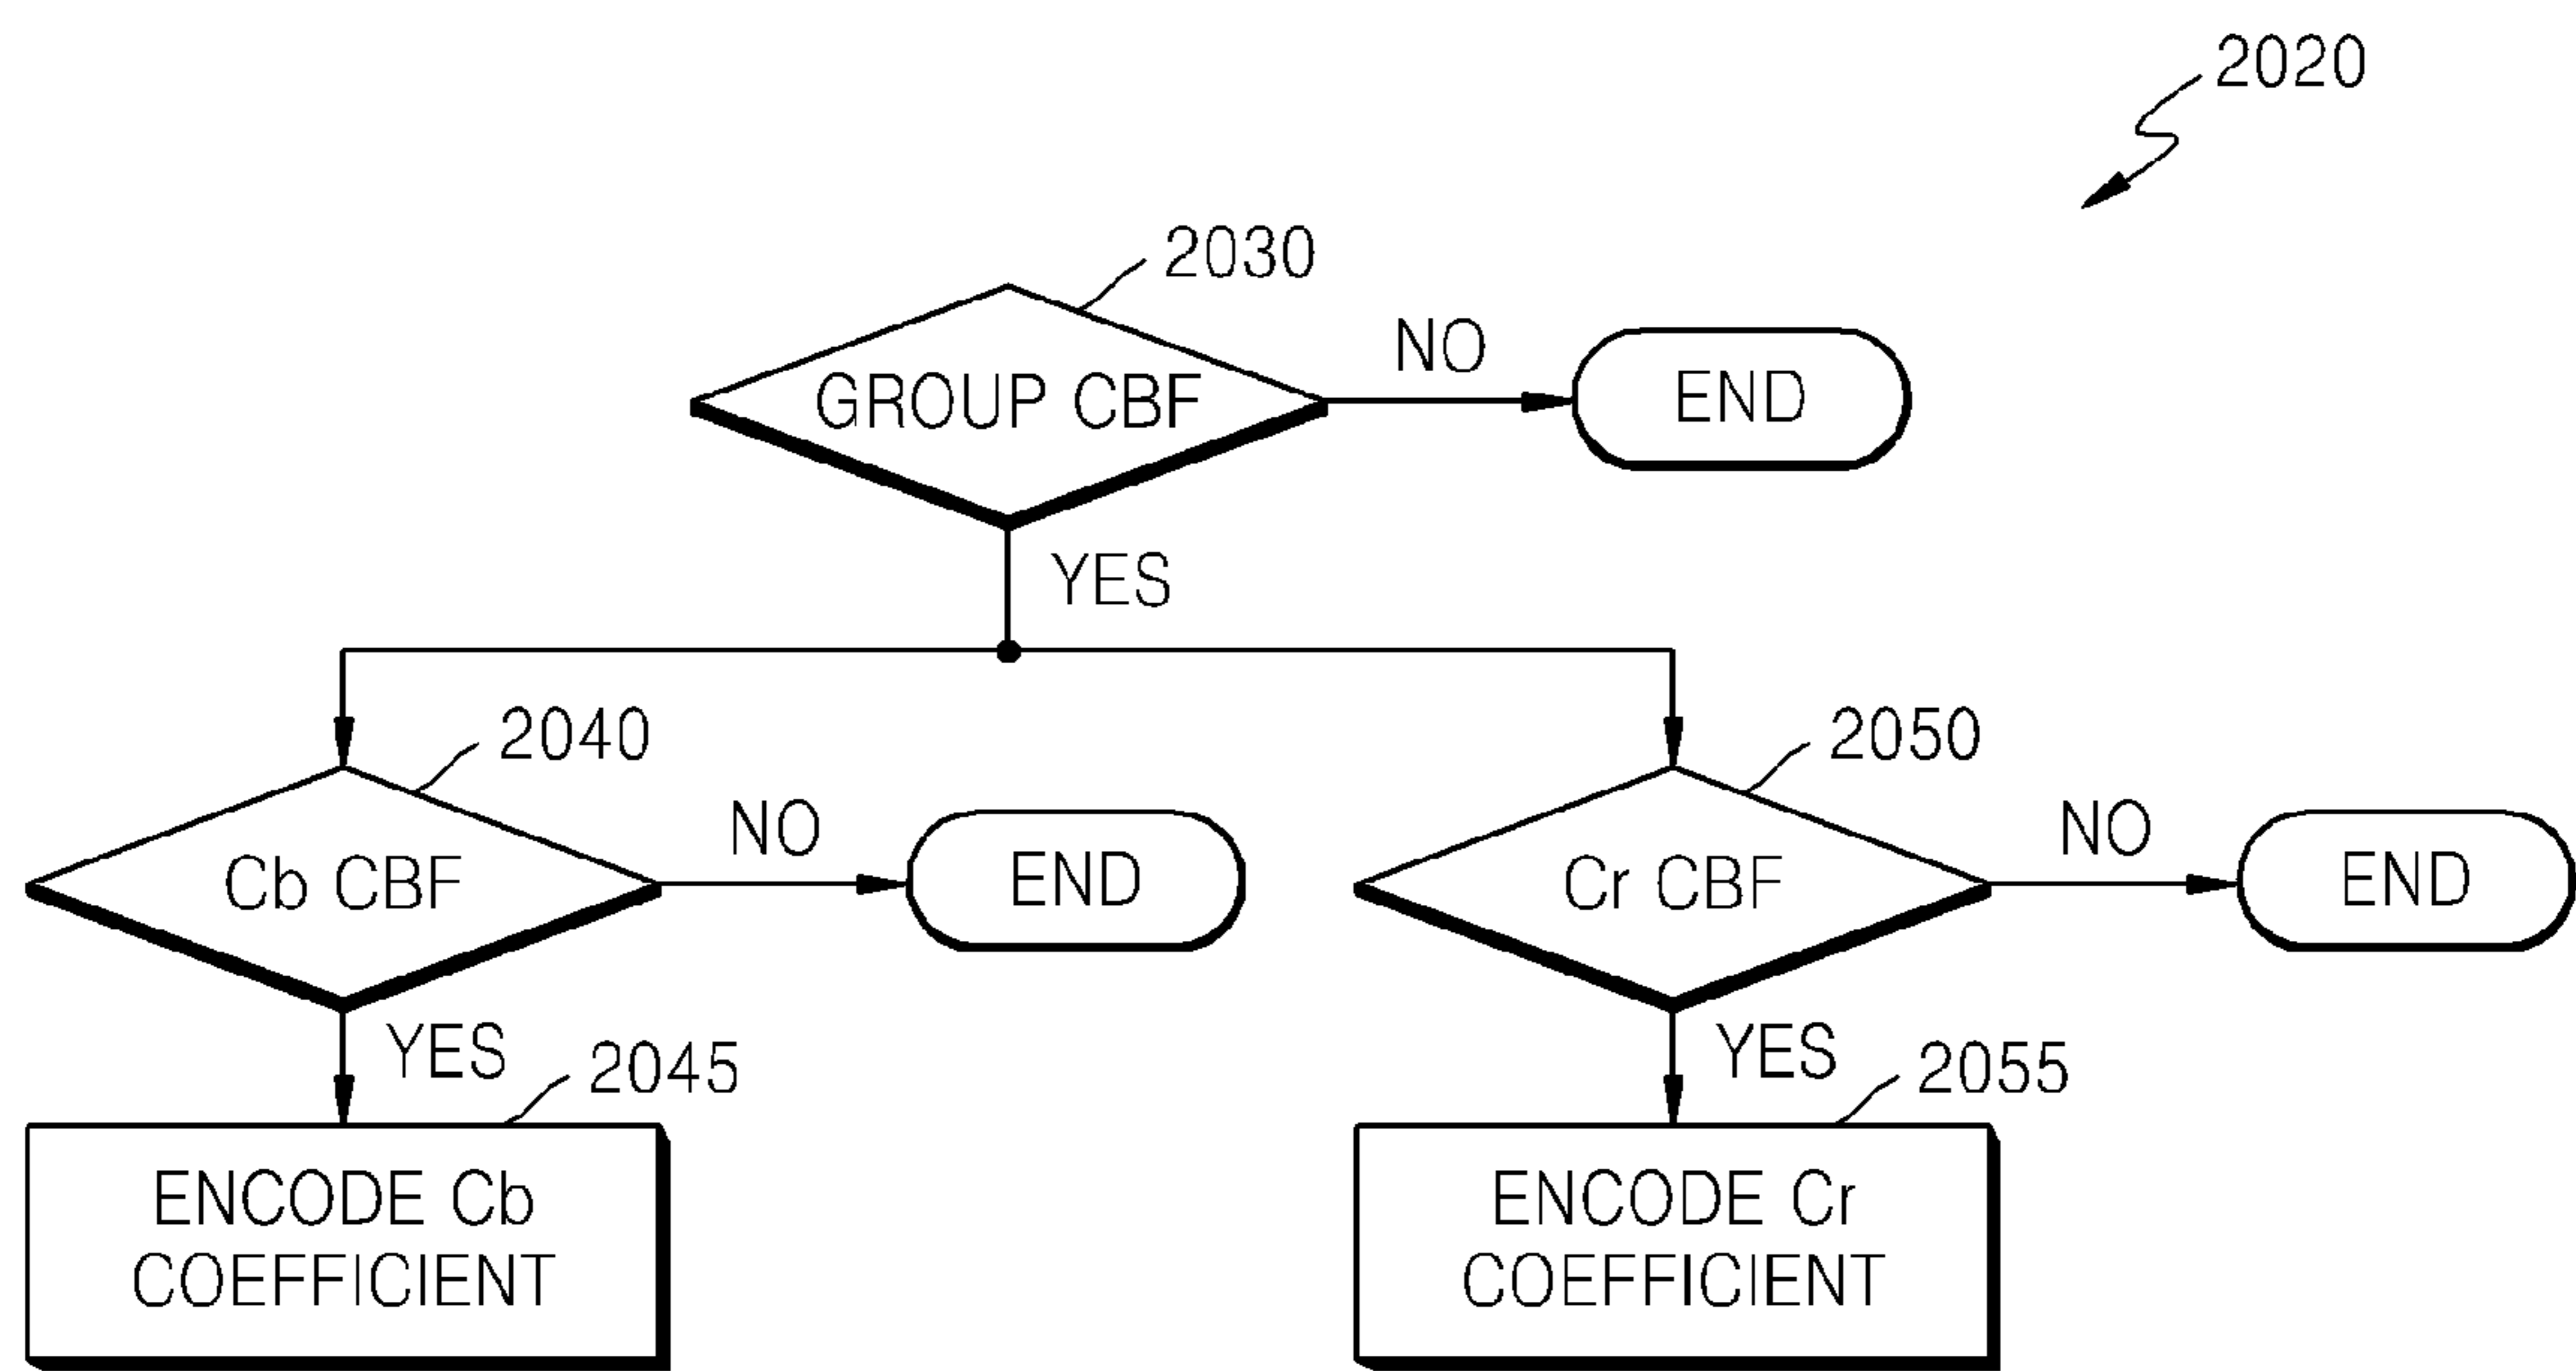 2020
2030
GROUP CBF
NO
END
YES
2040
2050
Cb CBF
NO
END
Cr CBF
NO
END
YES
2045
YES
2055
ENCODE Cb
COEFFICIENT
ENCODE Cr
COEFFICIENT